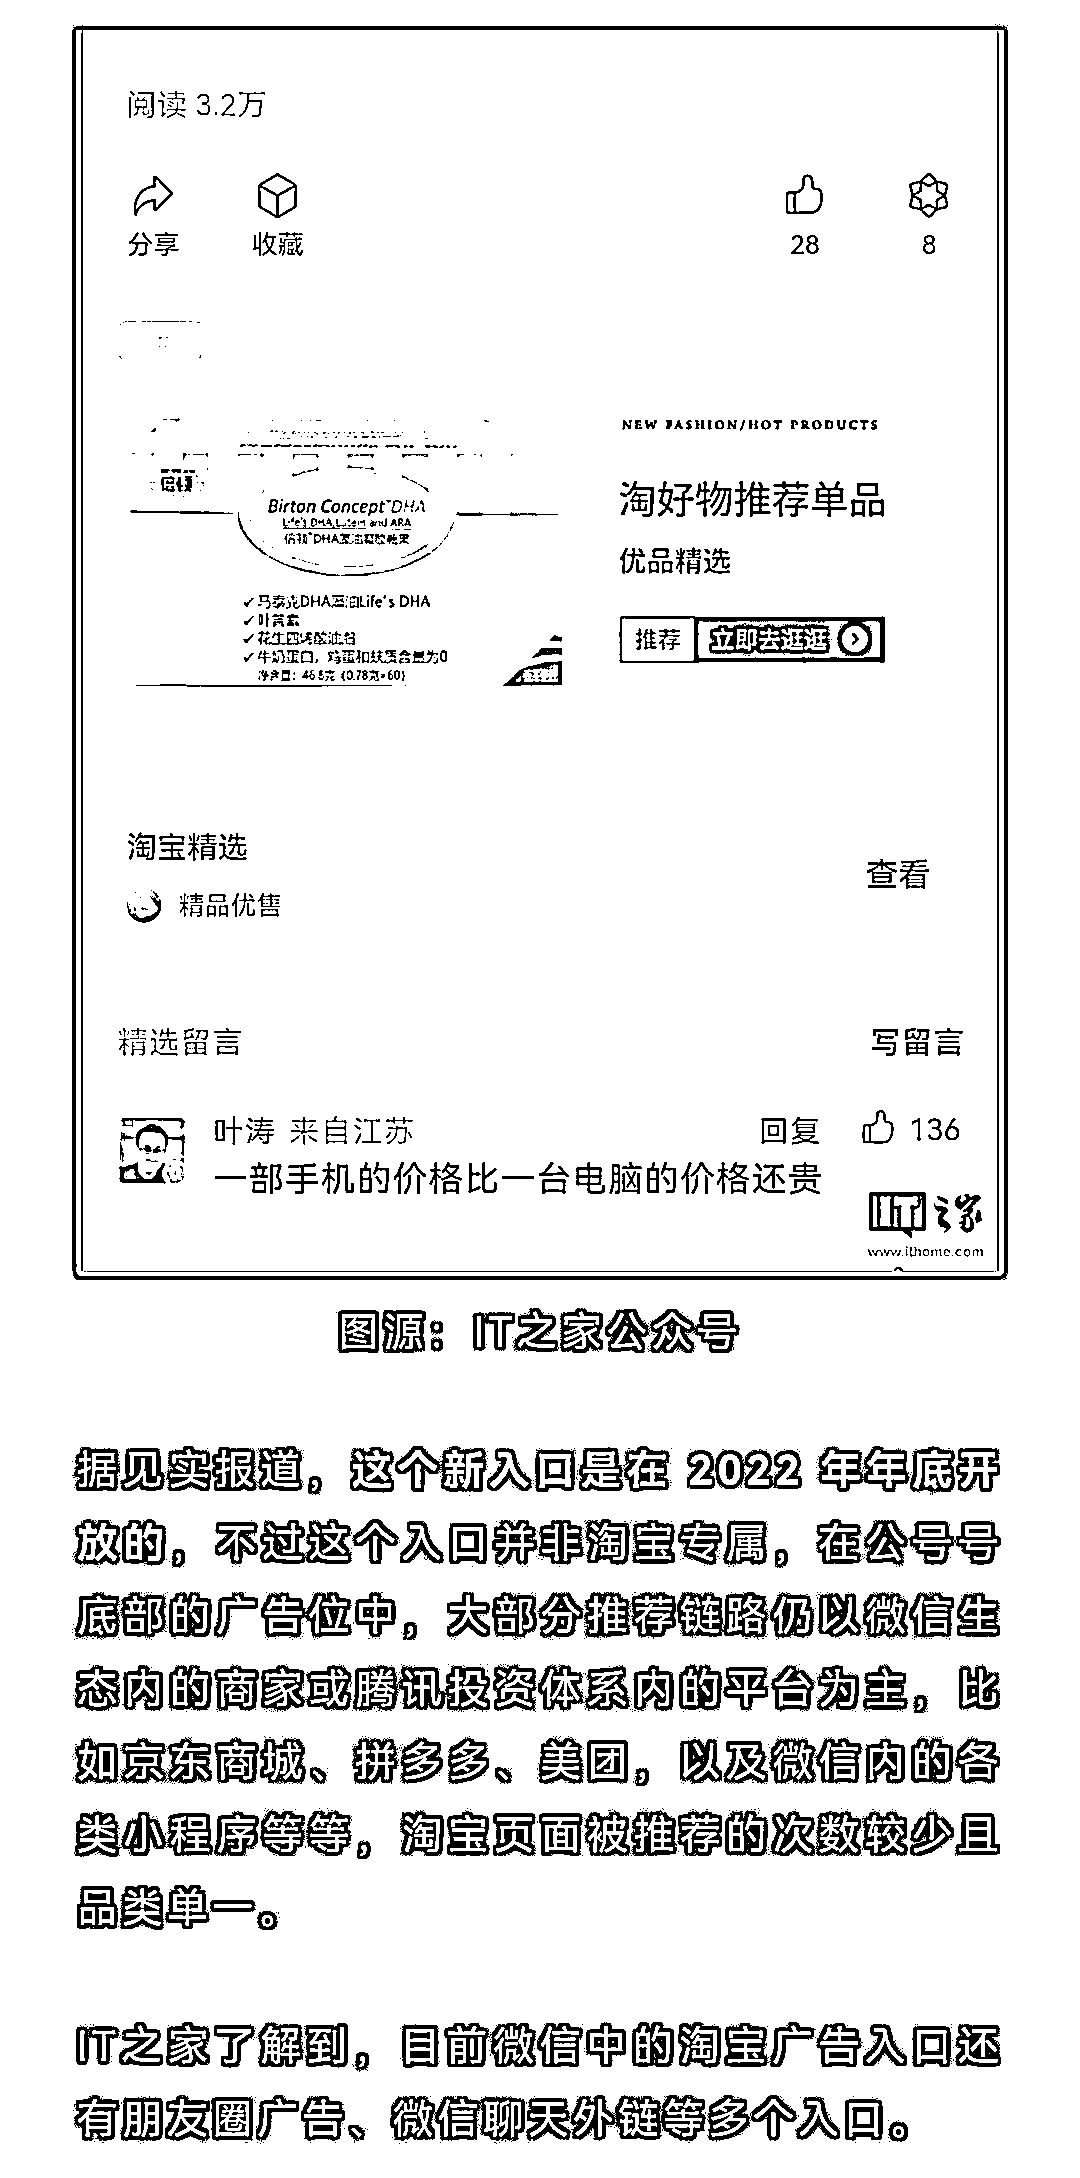 阅读 3.2万
分享 收藏 28 8
NEW FASHION/HOT PRODUCTS
淘好物推荐单品
优品精选
推荐 立即去逛逛
Birton Concept DHA
Life's DHA, Lutein and ARA
✓马泰克DHA藻油Life's DHA
✓叶黄素
✓花生四烯酸油脂
✓牛奶蛋白，鸡蛋和麸质含量为0
净含量：46.8克 (0.78克×60)
淘宝精选
精品优售
查看
精选留言 写留言
叶涛 来自江苏 回复 136
一部手机的价格比一台电脑的价格还贵
IT之家
www.ithome.com
图源：IT之家公众号
据见实报道，这个新入口是在 2022 年年底开
放的，不过这个入口并非淘宝专属，在公号号
底部的广告位中，大部分推荐链路仍以微信生
态内的商家或腾讯投资体系内的平台为主，比
如京东商城、拼多多、美团，以及微信内的各
类小程序等等，淘宝页面被推荐的次数较少且
品类单一。
IT之家了解到，目前微信中的淘宝广告入口还
有朋友圈广告、微信聊天外链等多个入口。